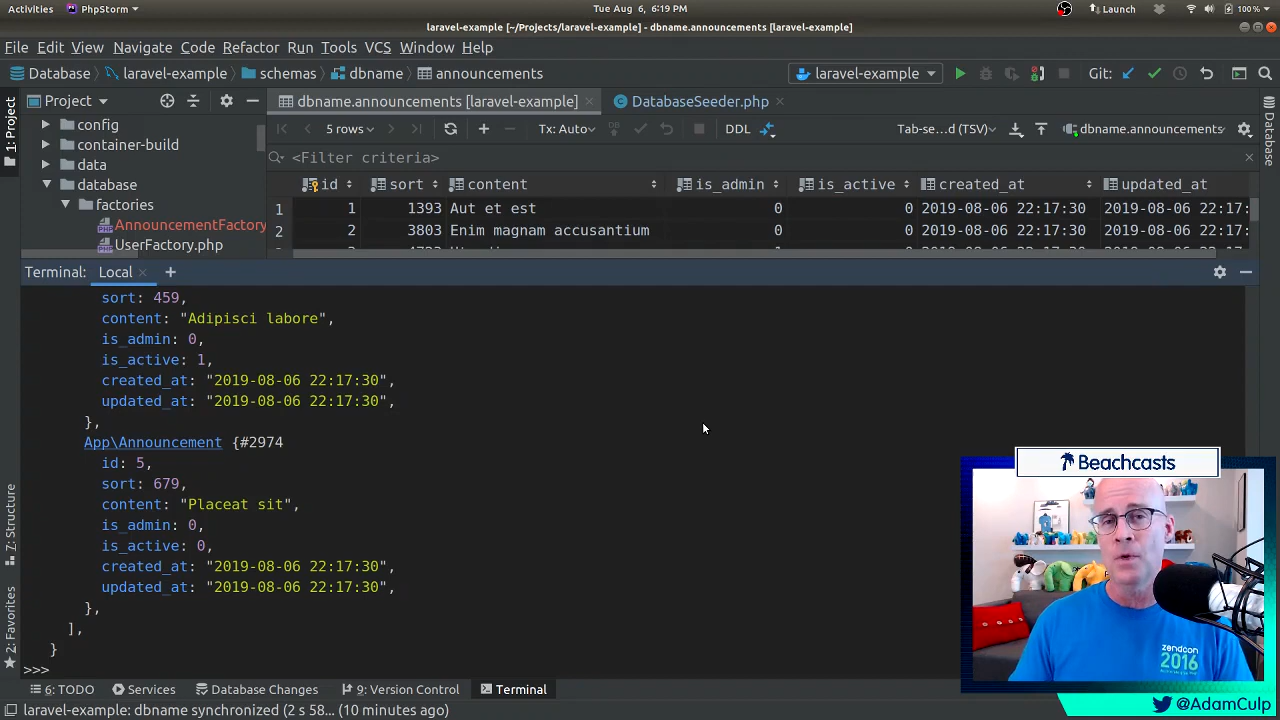 Activities PhpStorm Tue Aug 6, 6:19 PM Launch 100%
laravel-example [~/Projects/laravel-example] - dbname.announcements [laravel-example]
File Edit View Navigate Code Refactor Run Tools VCS Window Help
Database laravel-example schemas dbname announcements laravel-example Git:
1: Project
Project
dbname.announcements [laravel-example] DatabaseSeeder.php
Database
config
5 rows Tx: Auto DB DDL Tab-se...d (TSV) dbname.announcements
container-build
<Filter criteria>
data
database
id sort content is_admin is_active created_at updated_at
factories
1 1 1393 Aut et est 0 0 2019-08-06 22:17:30 2019-08-06 22:17:
AnnouncementFactory
2 2 3803 Enim magnam accusantium 0 0 2019-08-06 22:17:30 2019-08-06 22:17:
UserFactory.php
Terminal: Local +
sort: 459,
content: "Adipisci labore",
is_admin: 0,
is_active: 1,
created_at: "2019-08-06 22:17:30",
updated_at: "2019-08-06 22:17:30",
},
App\Announcement {#2974
id: 5,
sort: 679,
content: "Placeat sit",
is_admin: 0,
is_active: 0,
created_at: "2019-08-06 22:17:30",
updated_at: "2019-08-06 22:17:30",
},
],
}
>>>
Z: Structure
2: Favorites
Beachcasts
zendcon
2016
@AdamCulp
6: TODO Services Database Changes 9: Version Control Terminal
laravel-example: dbname synchronized (2 s 58... (10 minutes ago)